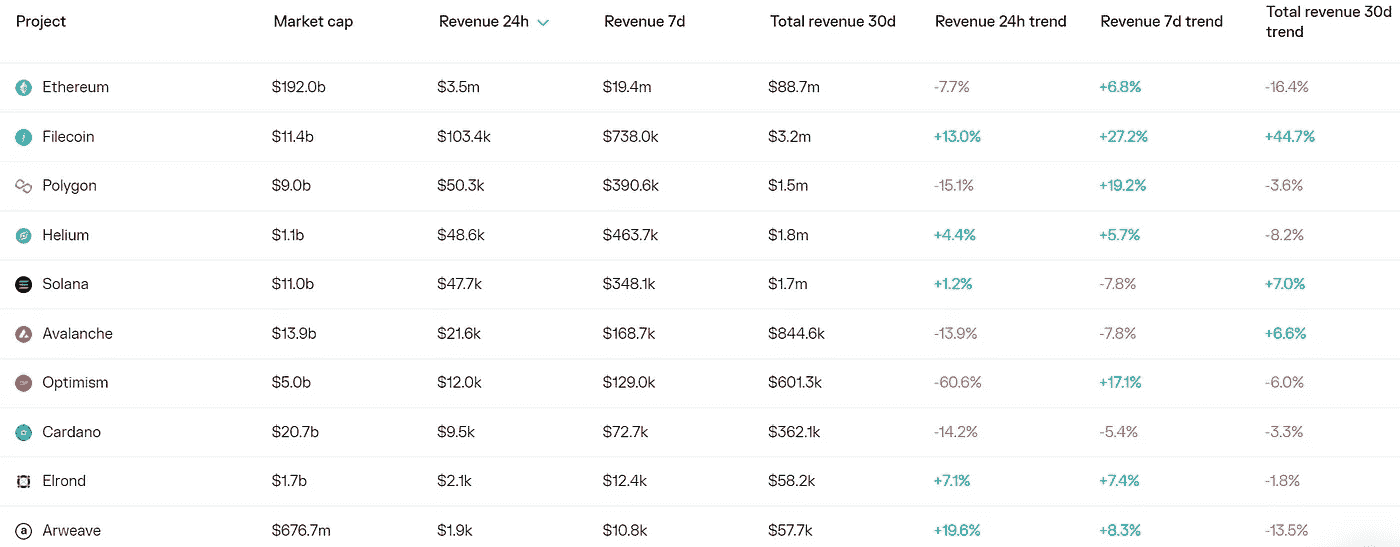 Project Market cap Revenue 24h Revenue 7d Total revenue 30d Revenue 24h trend Revenue 7d trend Total revenue 30d
trend
Ethereum $192.0b $3.5m $19.4m $88.7m -7.7% +6.8% -16.4%
Filecoin $11.4b $103.4k $738.0k $3.2m +13.0% +27.2% +44.7%
Polygon $9.0b $50.3k $390.6k $1.5m -15.1% +19.2% -3.6%
Helium $1.1b $48.6k $463.7k $1.8m +4.4% +5.7% -8.2%
Solana $11.0b $47.7k $348.1k $1.7m +1.2% -7.8% +7.0%
Avalanche $13.9b $21.6k $168.7k $844.6k -13.9% -7.8% +6.6%
Optimism $5.0b $12.0k $129.0k $601.3k -60.6% +17.1% -6.0%
Cardano $20.7b $9.5k $72.7k $362.1k -14.2% -5.4% -3.3%
Elrond $1.7b $2.1k $12.4k $58.2k +7.1% +7.4% -1.8%
a Arweave $676.7m $1.9k $10.8k $57.7k +19.6% +8.3% -13.5%